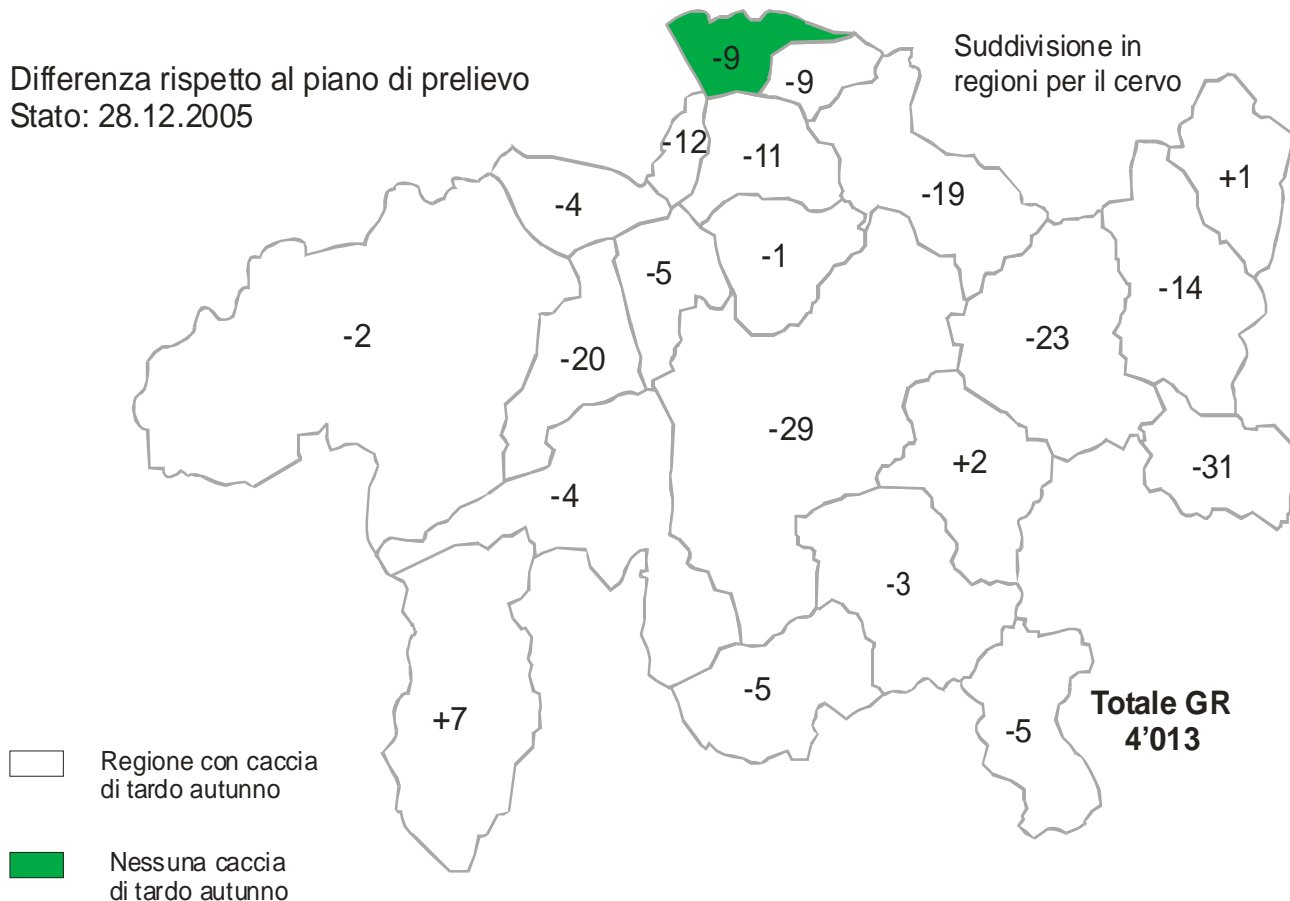 Differenza rispetto al piano di prelievo
Stato: 28.12.2005
Suddivisione in
regioni per il cervo
-9
-9
-12
-11
-4
-19
+1
-5
-1
-14
-2
-20
-23
-29
+2
-31
-4
-3
+7
-5
-5
Totale GR
4'013
Regione con caccia
di tardo autunno
Nessuna caccia
di tardo autunno